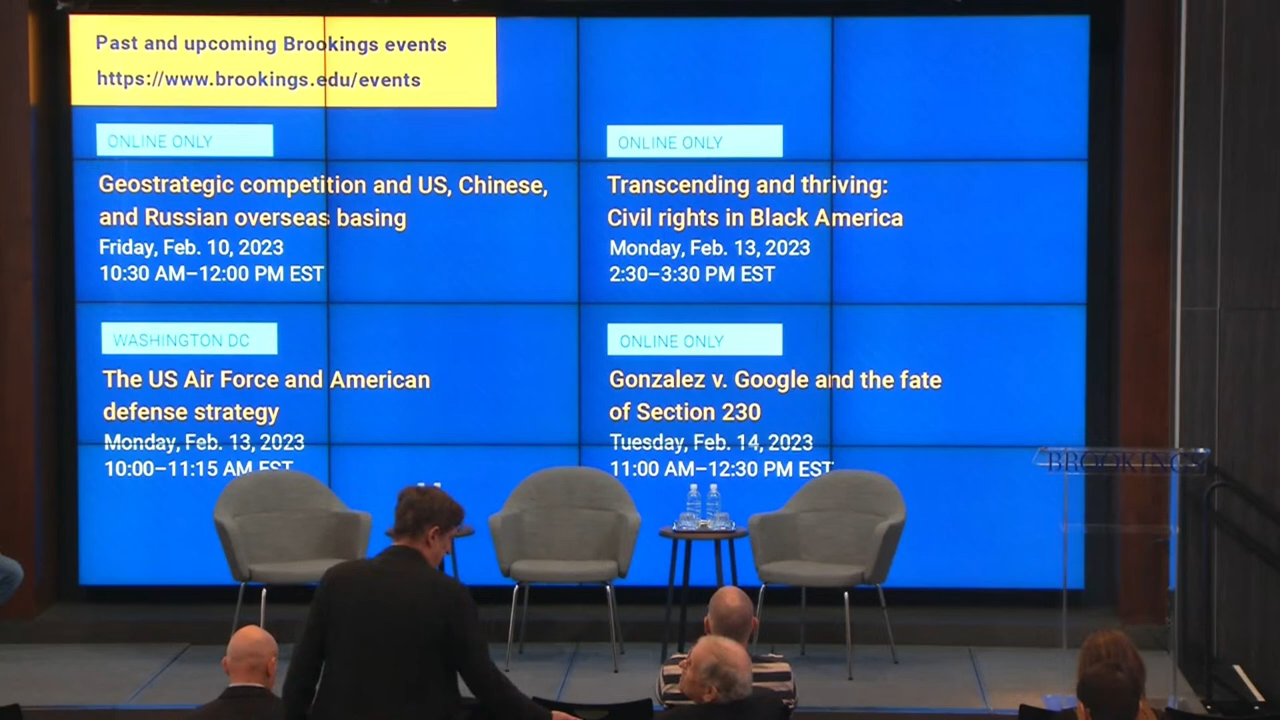 Past and upcoming Brookings events
https://www.brookings.edu/events
ONLINE ONLY
Geostrategic competition and US, Chinese,
and Russian overseas basing
Friday, Feb. 10, 2023
10:30 AM–12:00 PM EST
ONLINE ONLY
Transcending and thriving:
Civil rights in Black America
Monday, Feb. 13, 2023
2:30–3:30 PM EST
WASHINGTON DC
The US Air Force and American
defense strategy
Monday, Feb. 13, 2023
10:00–11:15 AM EST
ONLINE ONLY
Gonzalez v. Google and the fate
of Section 230
Tuesday, Feb. 14, 2023
11:00 AM–12:30 PM EST
BROOKINGS